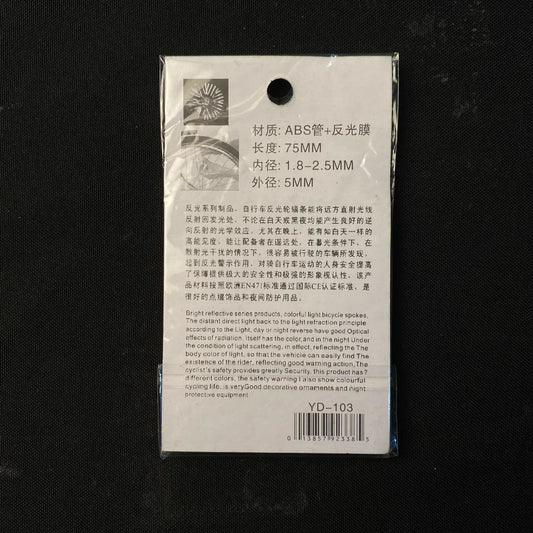 材质: ABS管+反光膜
长度: 75MM
内径: 1.8-2.5MM
外径: 5MM
反光系列制品，自行车反光轮辐条能将远方直射光线
反射回发光处，不论在白天或黑夜均能产生良好的逆
向反射的光学效应，尤其在晚上，能有如白天一样的
高能见度，能让配备者在遥远处，在暮光条件下，在
散射光干扰的情况下，很容易被行驶的车辆所发现，
起到反光警示作用，对骑自行车运动的人身安全提高
了保障提供极大的安全性和极强的形象视认性，该产
品材料按照欧洲EN471标准通过国际CE认证标准，是
很好的点缀饰品和夜间防护用品。
Bright reflective series products, colorful light bicycle spokes,
The distant direct light back to the light refraction principle
according to the Light, day or night reverse have good Optical
effects of radiation, Itself has the color,and in the night Under
the condition of light scattering, in effect, reflecting the The
body color of light, so that the vehicle can easily find The
existence of the rider, reflecting good warning action,The
cyclist's safety provides greatly Security, this product has?
different colors, the safety warning I also show colourful
cycling life, is veryGood decorative ornaments and night
protective equipment
YD-103
0 13857 92338 5